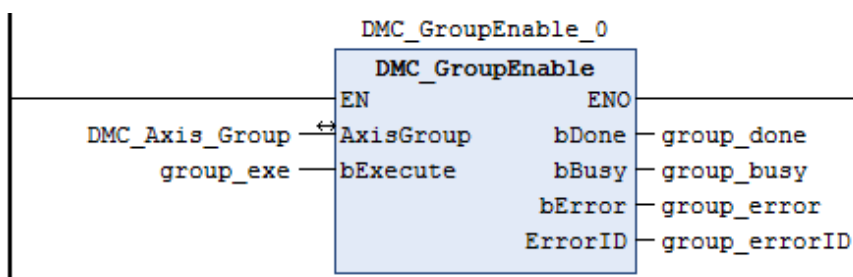 DMC_GroupEnable_0
DMC_GroupEnable
EN ENO
DMC_Axis_Group AxisGroup bDone group_done
group_exe bExecute bBusy group_busy
bError group_error
ErrorID group_errorID